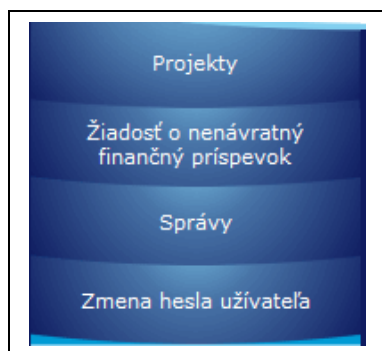 Projekty
Žiadosť o nenávratný
finančný príspevok
Správy
Zmena hesla užívateľa